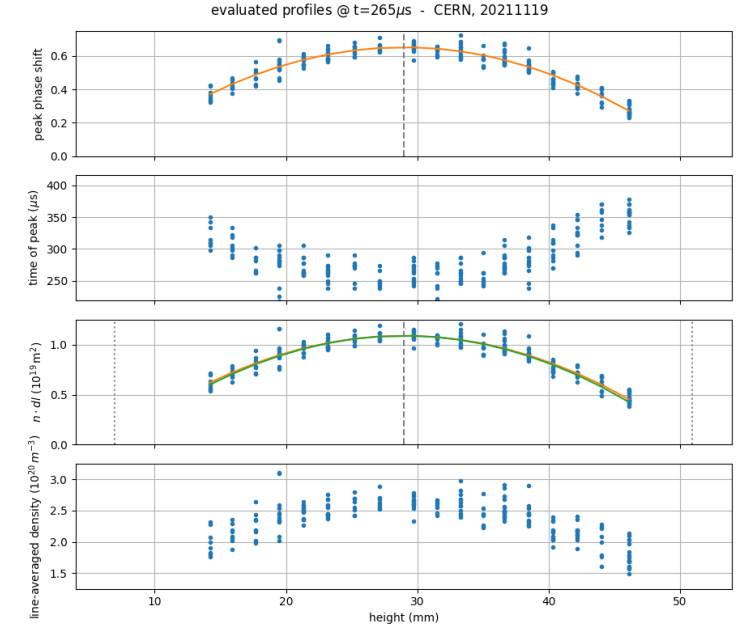 evaluated profiles @ t=265μs - CERN, 20211119
peak phase shift
0.6
0.4
0.2
0.0
time of peak (μs)
400
350
300
250
n · dl (10¹⁹m²)
1.0
0.5
0.0
line-averaged density (10²⁰ m⁻³)
3.0
2.5
2.0
1.5
10 20 30 40 50
height (mm)